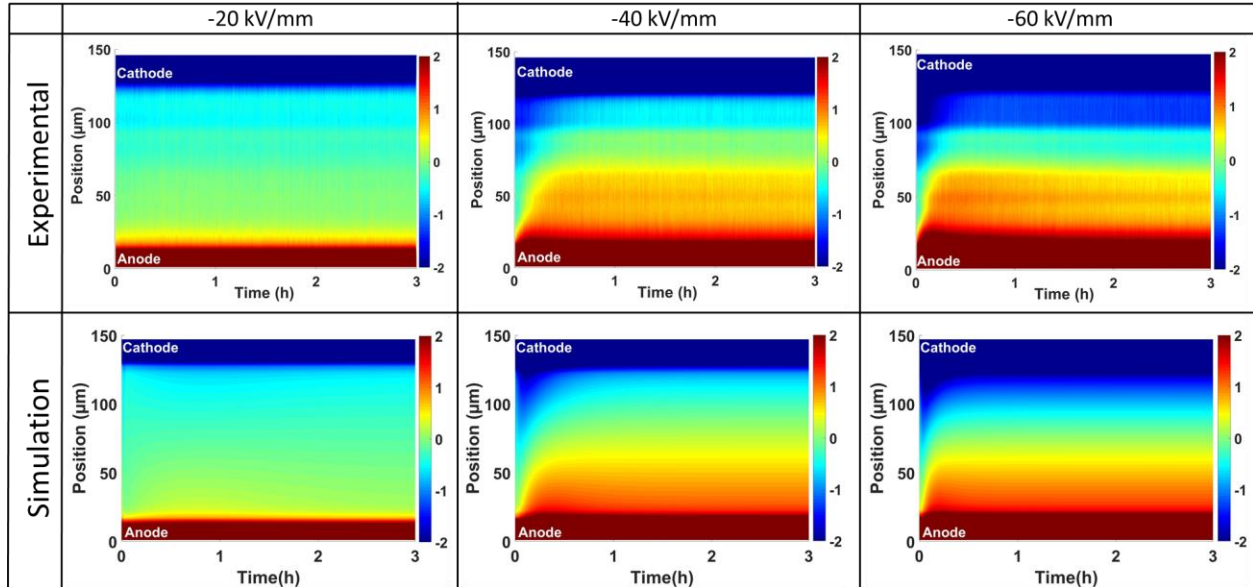 -20 kV/mm
-40 kV/mm
-60 kV/mm
Experimental
150
100
50
0
Position (µm)
Cathode
Anode
0
1
2
3
Time (h)
2
1
0
-1
-2
150
100
50
0
Position (µm)
Cathode
Anode
0
1
2
3
Time (h)
2
1
0
-1
-2
150
100
50
0
Position (µm)
Cathode
Anode
0
1
2
3
Time (h)
2
1
0
-1
-2
Simulation
150
100
50
0
Position (µm)
Cathode
Anode
0
1
2
3
Time(h)
2
1
0
-1
-2
150
100
50
0
Position (µm)
Cathode
Anode
0
1
2
3
Time(h)
2
1
0
-1
-2
150
100
50
0
Position (µm)
Cathode
Anode
0
1
2
3
Time(h)
2
1
0
-1
-2